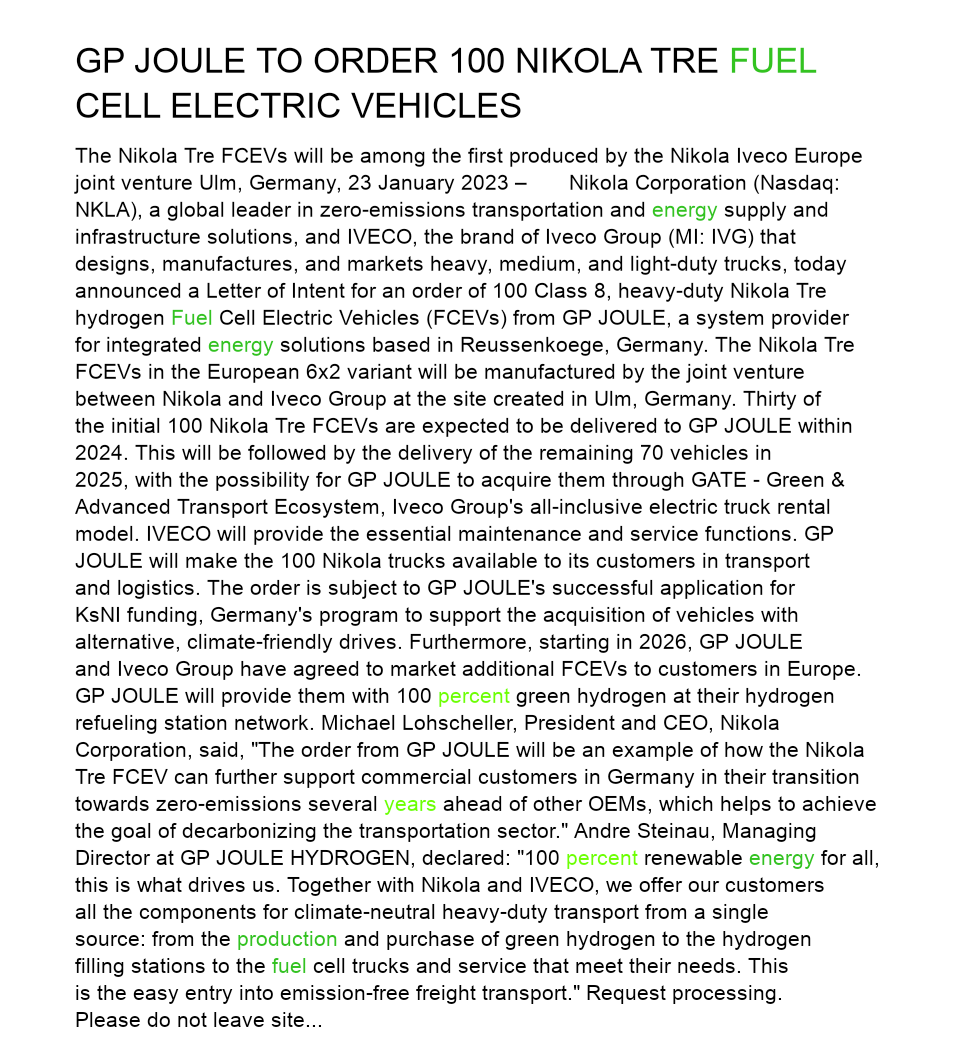 GP JOULE TO ORDER 100 NIKOLA TRE FUEL
CELL ELECTRIC VEHICLES
The Nikola Tre FCEVs will be among the first produced by the Nikola Iveco Europe
joint venture Ulm, Germany, 23 January 2023 – Nikola Corporation (Nasdaq:
NKLA), a global leader in zero-emissions transportation and energy supply and
infrastructure solutions, and IVECO, the brand of Iveco Group (MI: IVG) that
designs, manufactures, and markets heavy, medium, and light-duty trucks, today
announced a Letter of Intent for an order of 100 Class 8, heavy-duty Nikola Tre
hydrogen Fuel Cell Electric Vehicles (FCEVs) from GP JOULE, a system provider
for integrated energy solutions based in Reussenkoege, Germany. The Nikola Tre
FCEVs in the European 6x2 variant will be manufactured by the joint venture
between Nikola and Iveco Group at the site created in Ulm, Germany. Thirty of
the initial 100 Nikola Tre FCEVs are expected to be delivered to GP JOULE within
2024. This will be followed by the delivery of the remaining 70 vehicles in
2025, with the possibility for GP JOULE to acquire them through GATE - Green &
Advanced Transport Ecosystem, Iveco Group's all-inclusive electric truck rental
model. IVECO will provide the essential maintenance and service functions. GP
JOULE will make the 100 Nikola trucks available to its customers in transport
and logistics. The order is subject to GP JOULE's successful application for
KsNI funding, Germany's program to support the acquisition of vehicles with
alternative, climate-friendly drives. Furthermore, starting in 2026, GP JOULE
and Iveco Group have agreed to market additional FCEVs to customers in Europe.
GP JOULE will provide them with 100 percent green hydrogen at their hydrogen
refueling station network. Michael Lohscheller, President and CEO, Nikola
Corporation, said, "The order from GP JOULE will be an example of how the Nikola
Tre FCEV can further support commercial customers in Germany in their transition
towards zero-emissions several years ahead of other OEMs, which helps to achieve
the goal of decarbonizing the transportation sector." Andre Steinau, Managing
Director at GP JOULE HYDROGEN, declared: "100 percent renewable energy for all,
this is what drives us. Together with Nikola and IVECO, we offer our customers
all the components for climate-neutral heavy-duty transport from a single
source: from the production and purchase of green hydrogen to the hydrogen
filling stations to the fuel cell trucks and service that meet their needs. This
is the easy entry into emission-free freight transport." Request processing.
Please do not leave site...